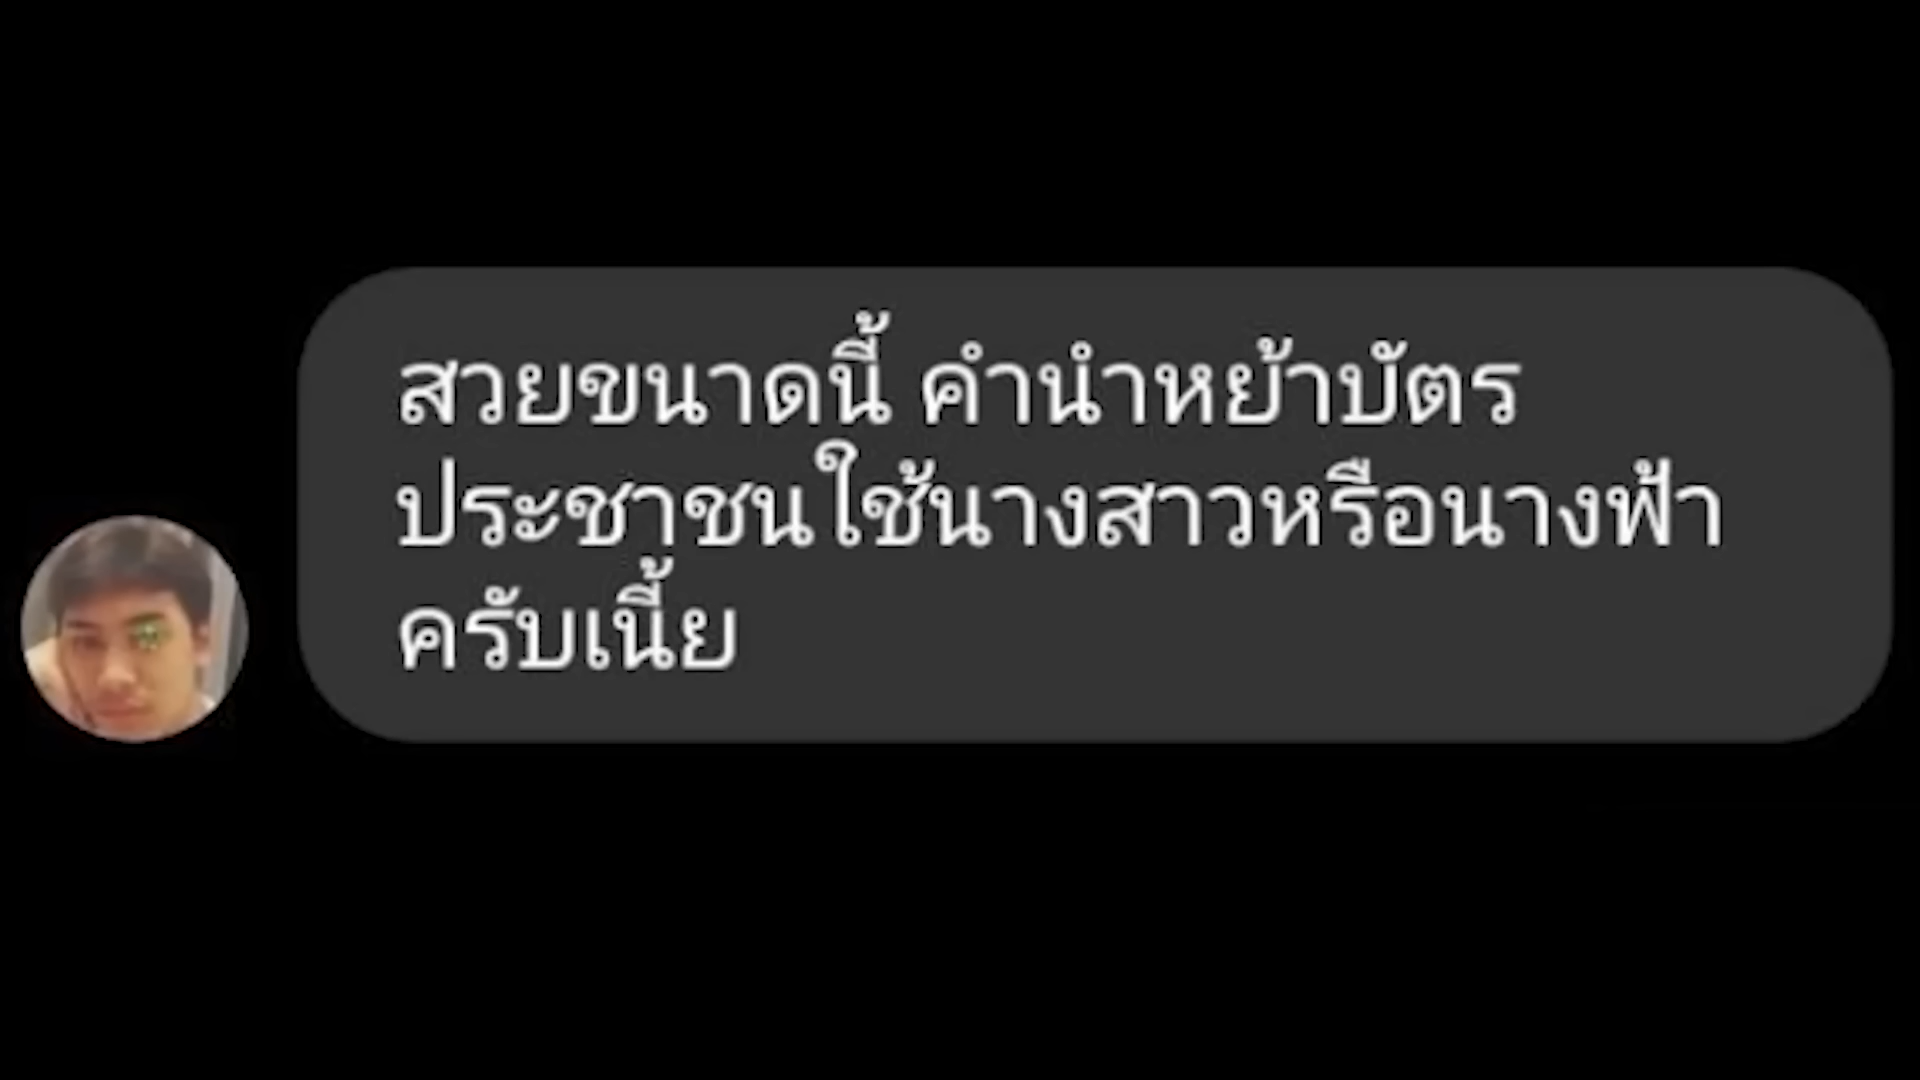 สวยขนาดนี้ คำนำหย้าบัตร
ประชาชนใช้นางสาวหรือนางฟ้า
ครับเนี้ย